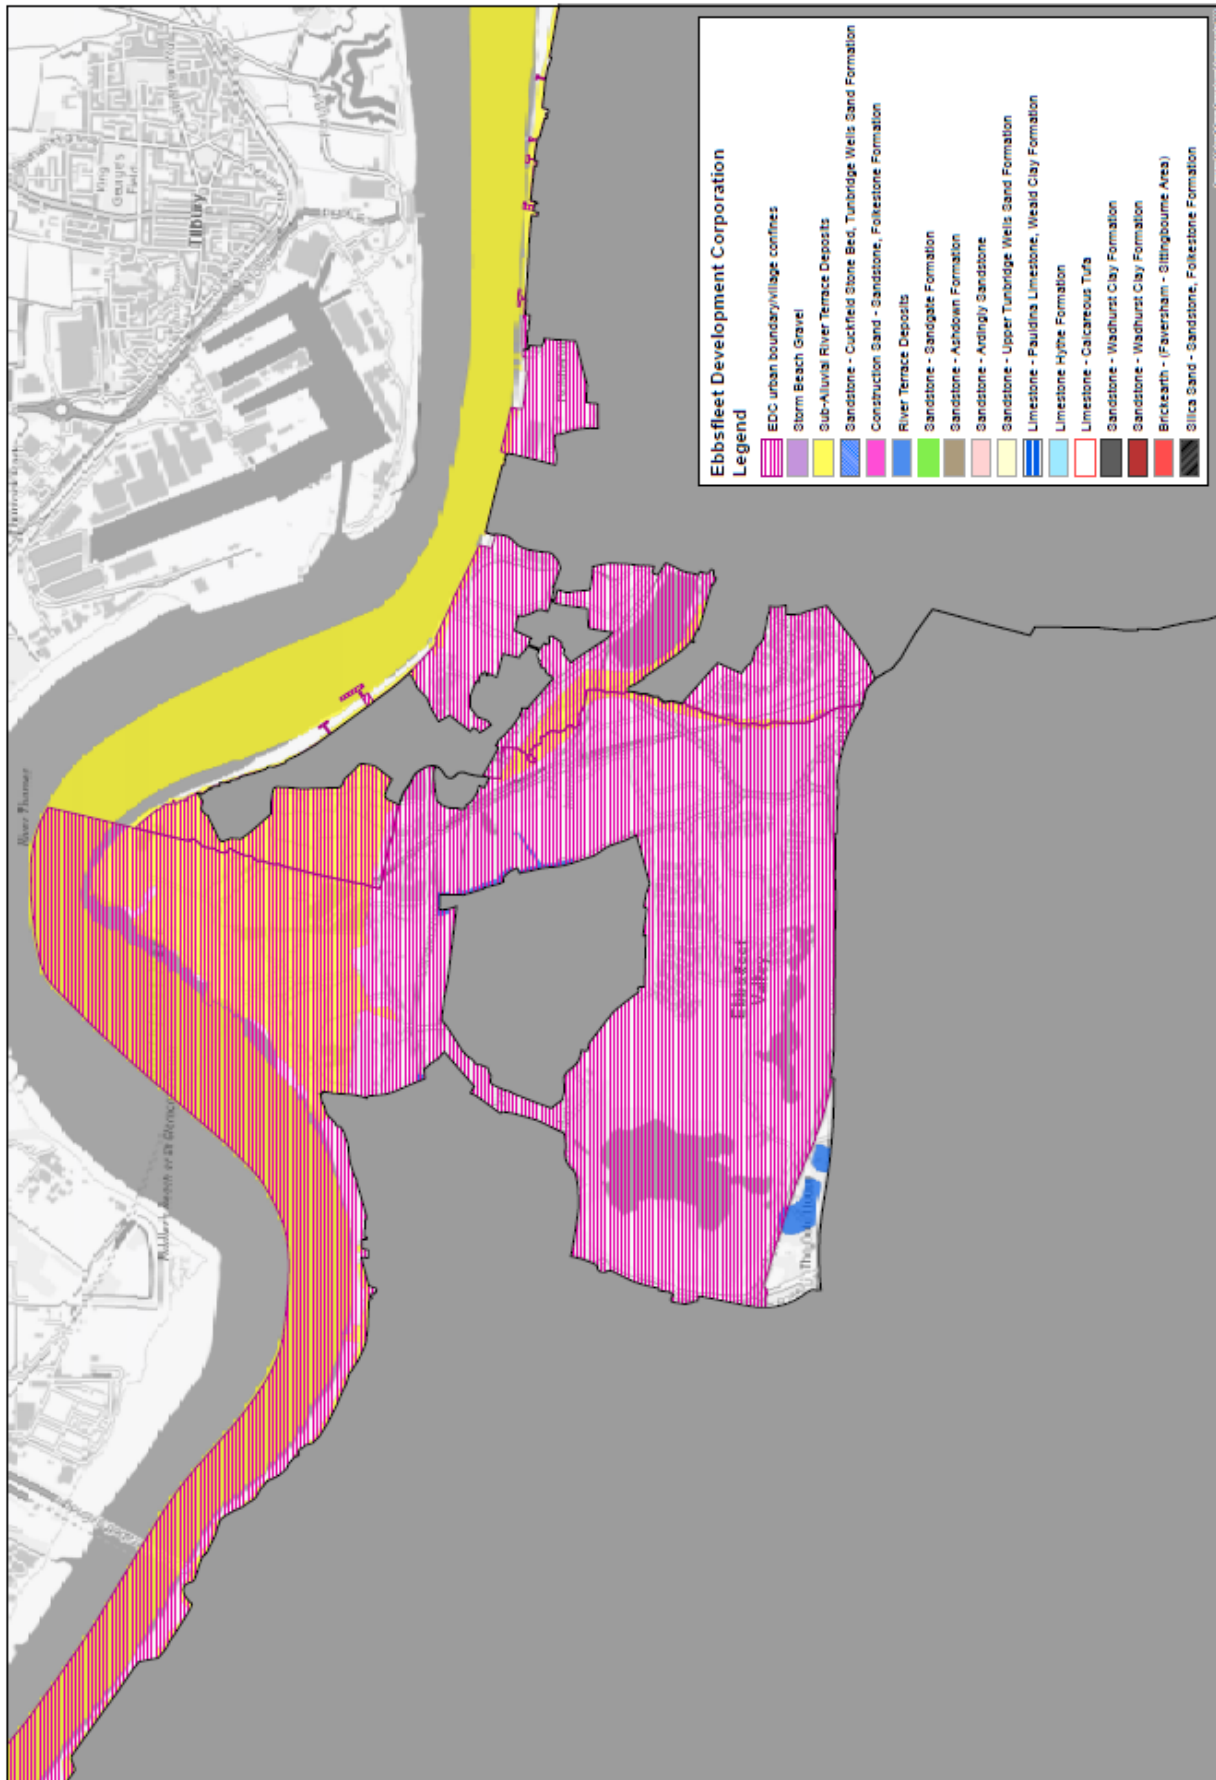 Ebbsfleet Development Corporation
Legend
EDC urban boundary/village confines
Storm Beach Gravel
Sub-Alluvial River Terrace Deposits
Sandstone - Cuckfield Stone Bed, Tunbridge Wells Sand Formation
Construction Sand - Sandstone, Folkestone Formation
River Terrace Deposits
Sandstone - Sandgate Formation
Sandstone - Ashdown Formation
Sandstone - Ardingly Sandstone
Sandstone - Upper Tunbridge Wells Sand Formation
Limestone - Paludina Limestone, Weald Clay Formation
Limestone Hythe Formation
Limestone - Calcareous Tufa
Sandstone - Wadhurst Clay Formation
Sandstone - Wadhurst Clay Formation
Brickearth - (Faversham - Sittingbourne Area)
Silica Sand - Sandstone, Folkestone Formation
King
Georges
Field
Tilbury
River Thames
Ebbsfleet
Valley